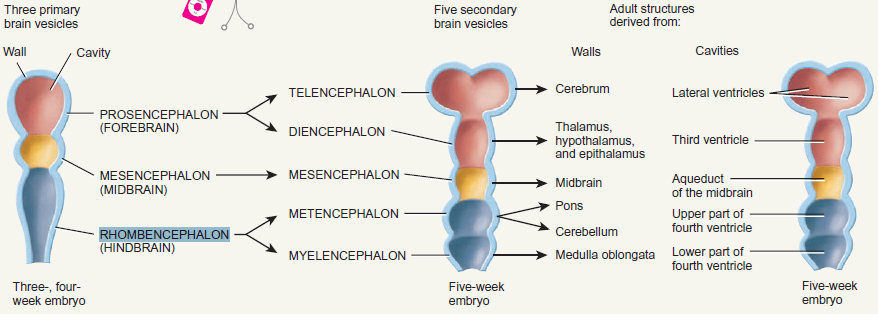 Three primary
brain vesicles
Wall
Cavity
PROSENCEPHALON
(FOREBRAIN)
MESENCEPHALON
(MIDBRAIN)
RHOMBENCEPHALON
(HINDBRAIN)
Three-, four-
week embryo
Five secondary
brain vesicles
TELENCEPHALON
DIENCEPHALON
MESENCEPHALON
METENCEPHALON
MYELENCEPHALON
Five-week
embryo
Adult structures
derived from:
Walls
Cerebrum
Thalamus,
hypothalamus,
and epithalamus
Midbrain
Pons
Cerebellum
Medulla oblongata
Cavities
Lateral ventricles
Third ventricle
Aqueduct
of the midbrain
Upper part of
fourth ventricle
Lower part of
fourth ventricle
Five-week
embryo